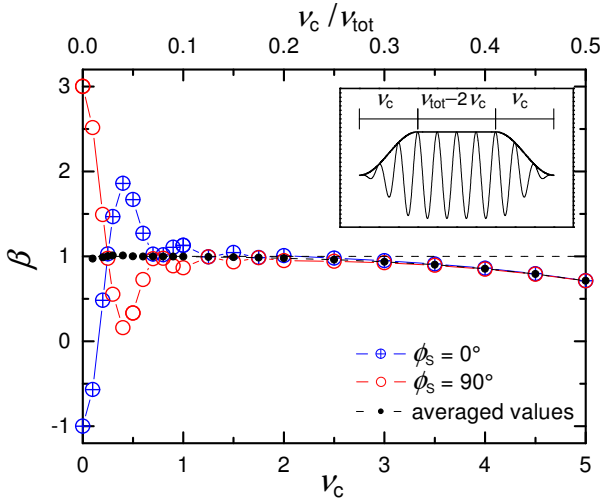 ν_c / ν_tot
0.0 0.1 0.2 0.3 0.4 0.5
ν_c ν_tot−2ν_c ν_c
3
2
1
0
-1
β
ϕ_S = 0°
ϕ_S = 90°
averaged values
0 1 2 3 4 5
ν_c